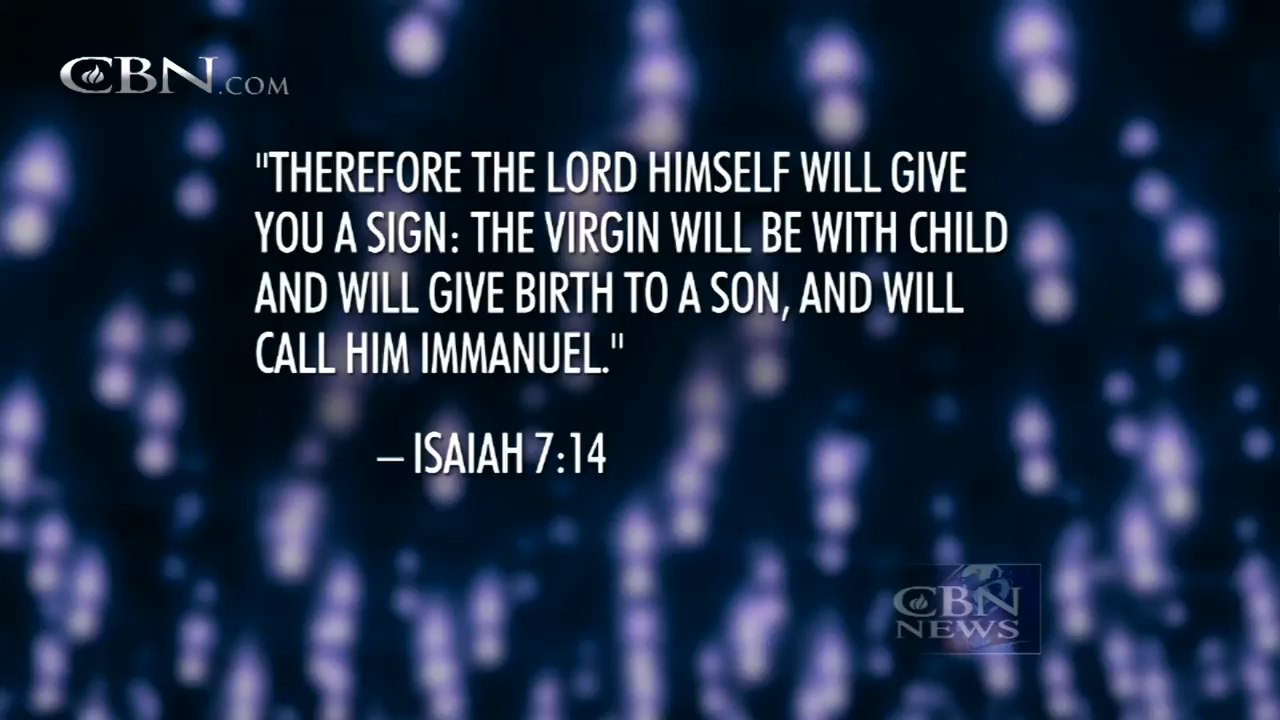 CBN.COM
"THEREFORE THE LORD HIMSELF WILL GIVE
YOU A SIGN: THE VIRGIN WILL BE WITH CHILD
AND WILL GIVE BIRTH TO A SON, AND WILL
CALL HIM IMMANUEL."
– ISAIAH 7:14
CBN
NEWS